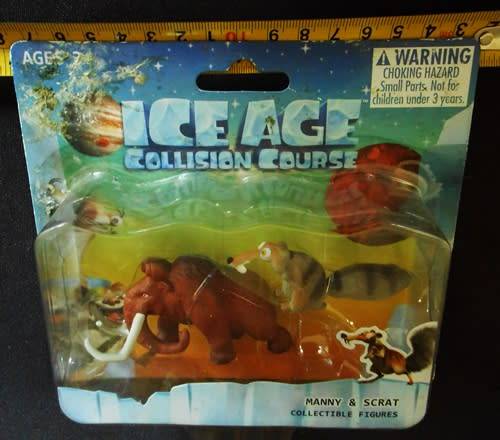 AGES 3
⚠ WARNING
CHOKING HAZARD
Small Parts. Not for
children under 3 years.
ICE AGE
COLLISION COURSE
MANNY & SCRAT
COLLECTIBLE FIGURES